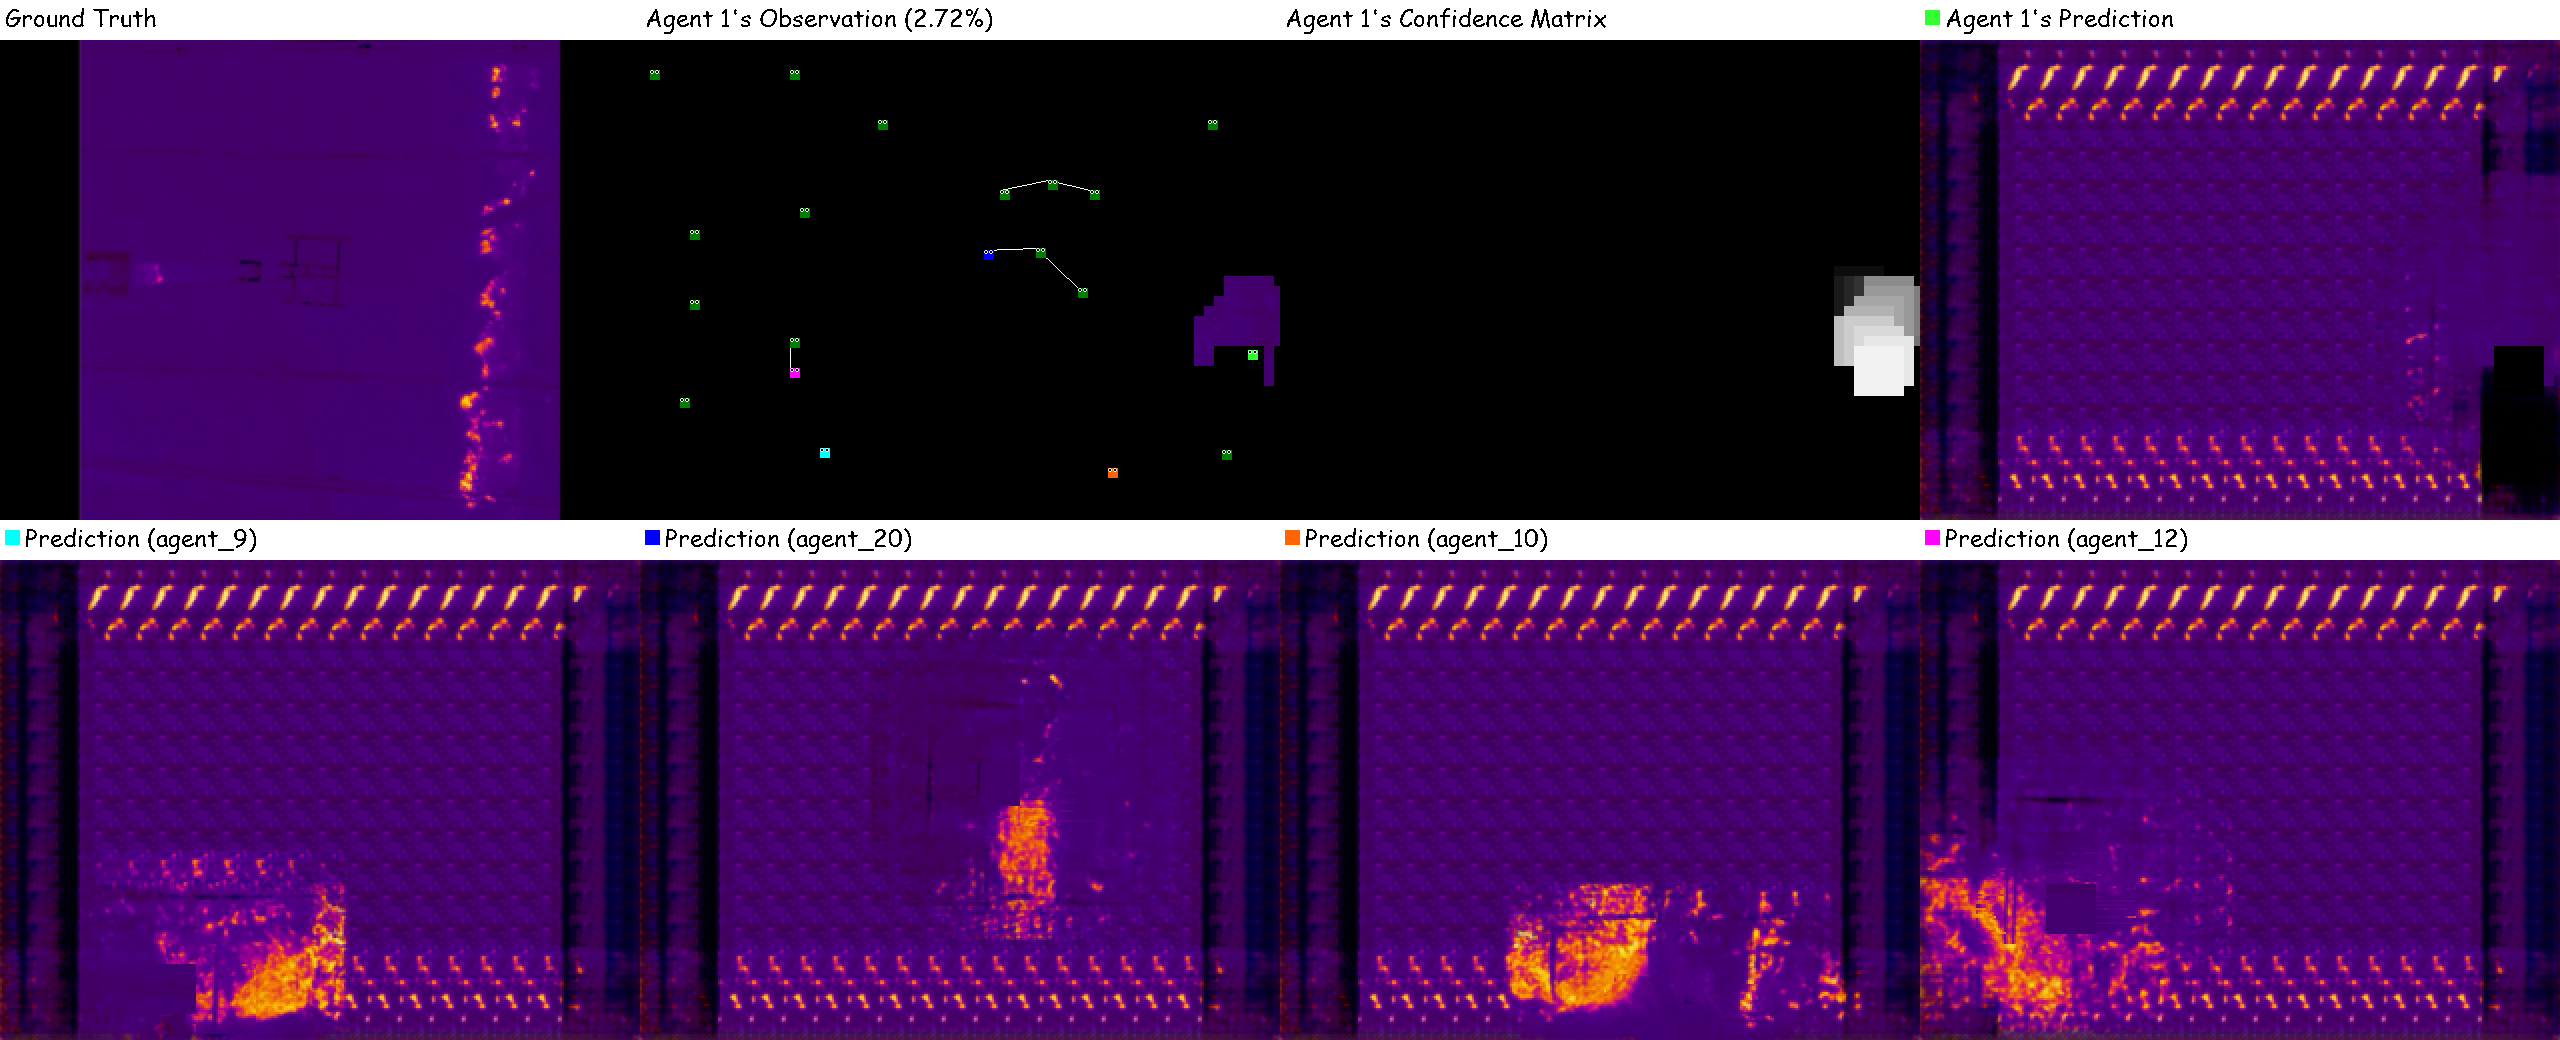 Ground Truth
Agent 1's Observation (2.72%)
Agent 1's Confidence Matrix
Agent 1's Prediction
Prediction (agent_9)
Prediction (agent_20)
Prediction (agent_10)
Prediction (agent_12)